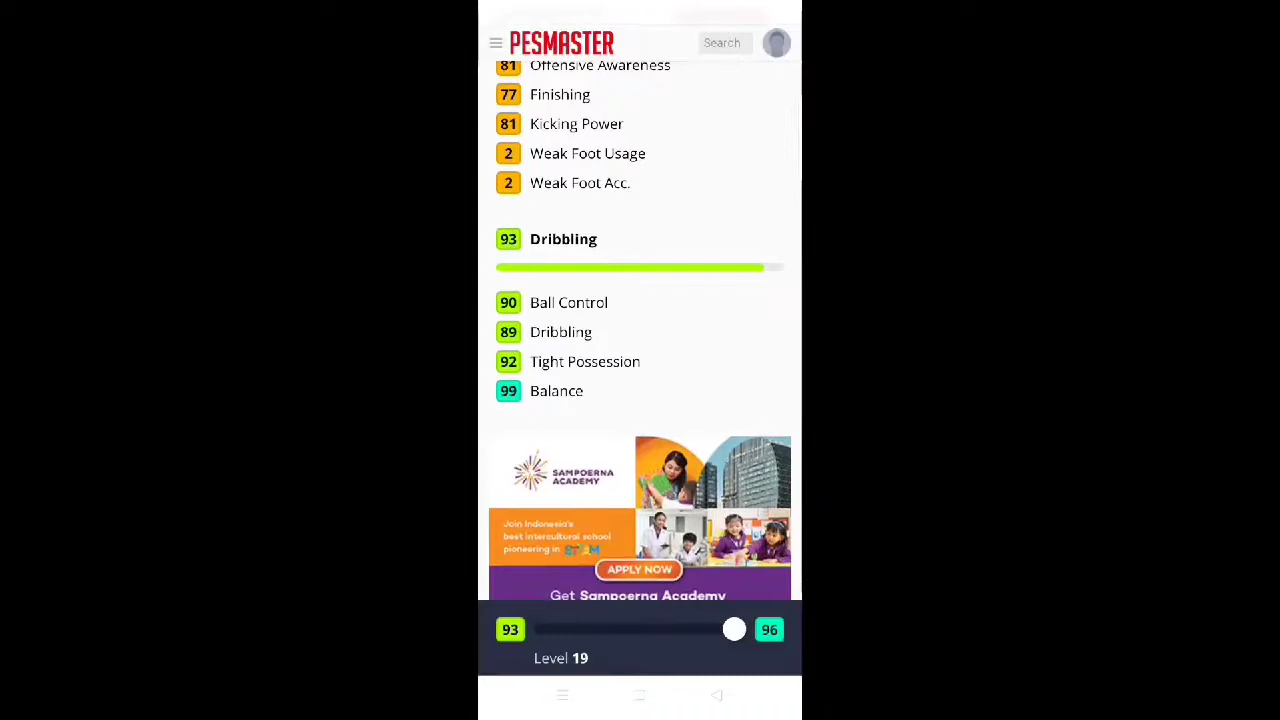 PESMASTER
Search
81 Offensive Awareness
77 Finishing
81 Kicking Power
2 Weak Foot Usage
2 Weak Foot Acc.
93 Dribbling
90 Ball Control
89 Dribbling
92 Tight Possession
99 Balance
SAMPOERNA
ACADEMY
Join Indonesia's
best intercultural school
pioneering in STEAM
APPLY NOW
Get Sampoerna Academy
93 96
Level 19